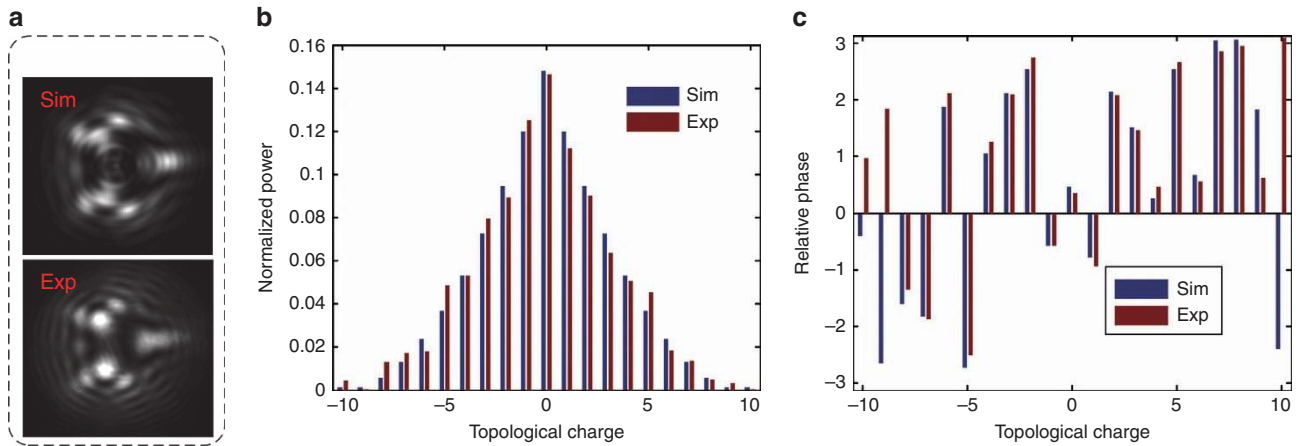 a
Sim
Exp
b
Normalized power
0.16
0.14
0.12
0.1
0.08
0.06
0.04
0.02
0
Sim
Exp
–10
–5
0
5
10
Topological charge
c
Relative phase
3
2
1
0
–1
–2
–3
Sim
Exp
–10
–5
0
5
10
Topological charge